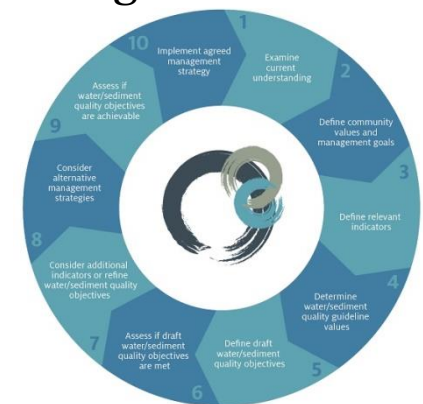 1
Examine
current
understanding
2
Define community
values and
management goals
3
Define relevant
indicators
4
Determine
water/sediment
quality guideline
values
5
Define draft
water/sediment
quality objectives
6
Assess if draft
water/sediment
quality objectives
are met
7
Consider additional
indicators or refine
water/sediment quality
objectives
8
Consider
alternative
management
strategies
9
Assess if
water/sediment
quality objectives
are achievable
10
Implement agreed
management
strategy